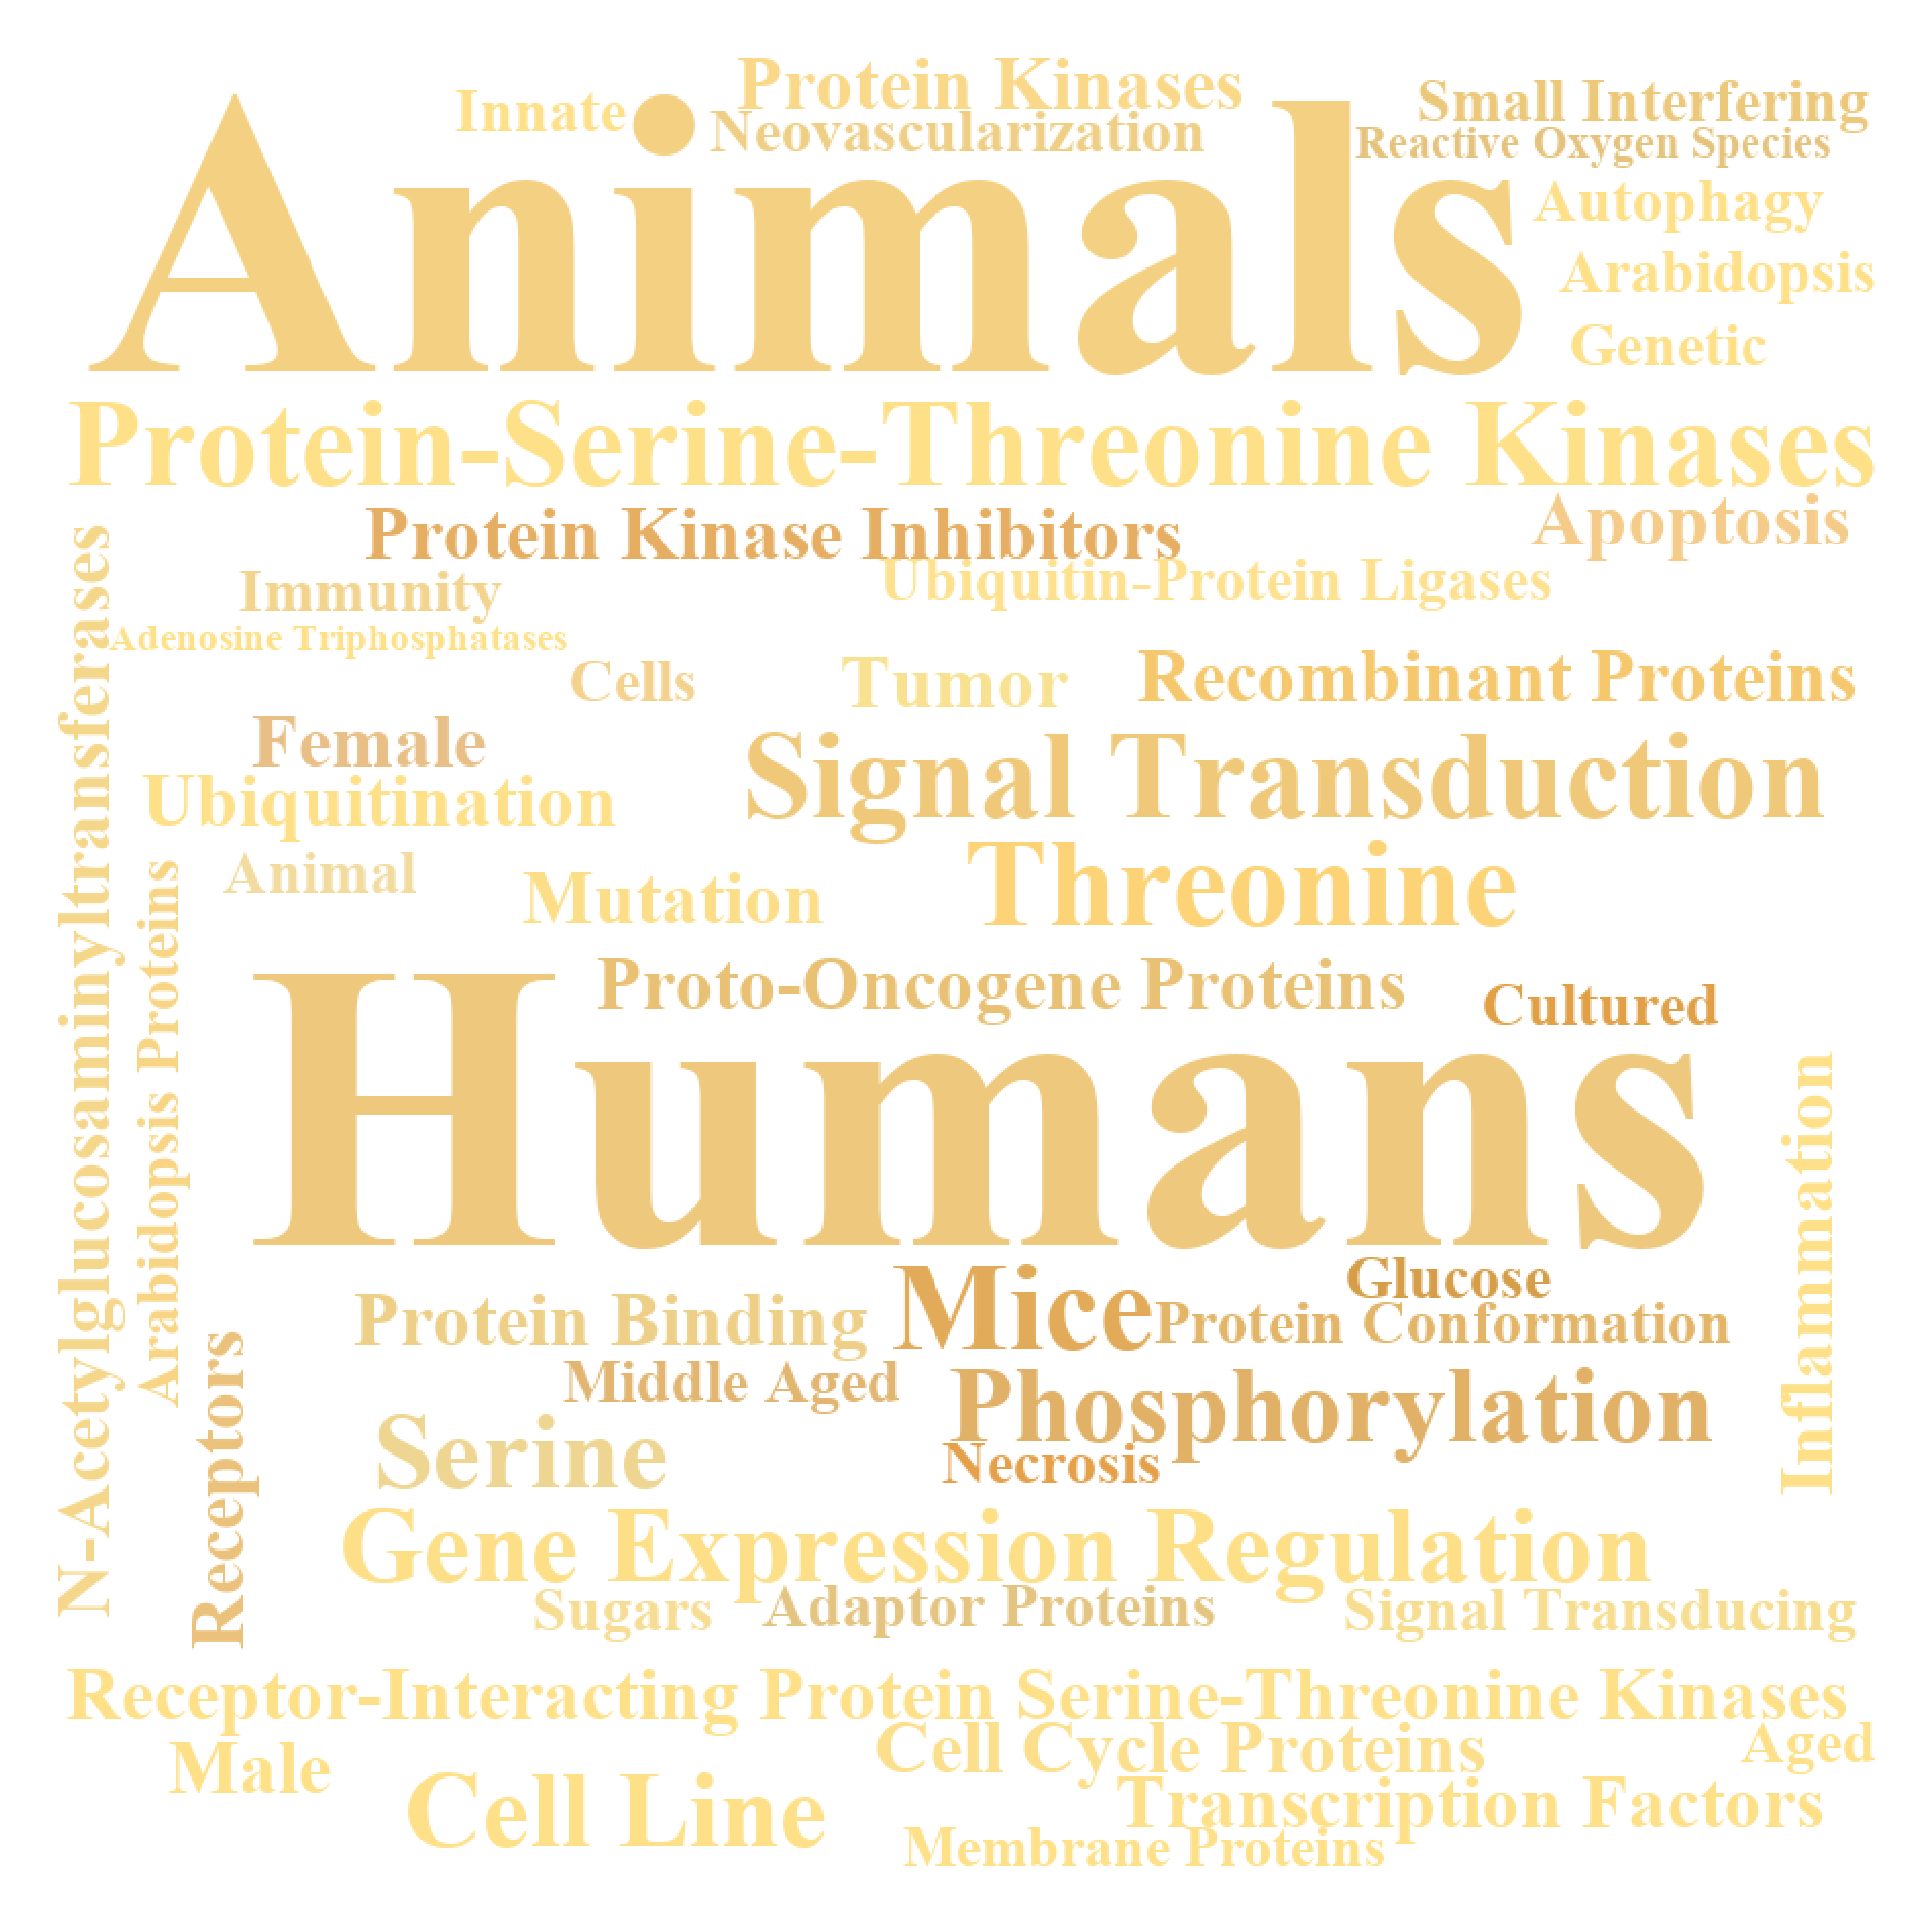 Protein Kinases
Innate
Neovascularization
Small Interfering
Reactive Oxygen Species
Animals
Autophagy
Arabidopsis
Genetic
Protein-Serine-Threonine Kinases
Protein Kinase Inhibitors
Apoptosis
Immunity
Ubiquitin-Protein Ligases
Adenosine Triphosphatases
Cells
Tumor
Recombinant Proteins
Female
Signal Transduction
Ubiquitination
Animal
Mutation
Threonine
N-Acetylglucosaminyltransferases
Arabidopsis Proteins
Proto-Oncogene Proteins
Cultured
Humans
Inflammation
Glucose
Protein Binding
Mice
Protein Conformation
Middle Aged
Phosphorylation
Receptors
Serine
Necrosis
Gene Expression Regulation
Sugars
Adaptor Proteins
Signal Transducing
Receptor-Interacting Protein Serine-Threonine Kinases
Male
Cell Cycle Proteins
Aged
Cell Line
Transcription Factors
Membrane Proteins